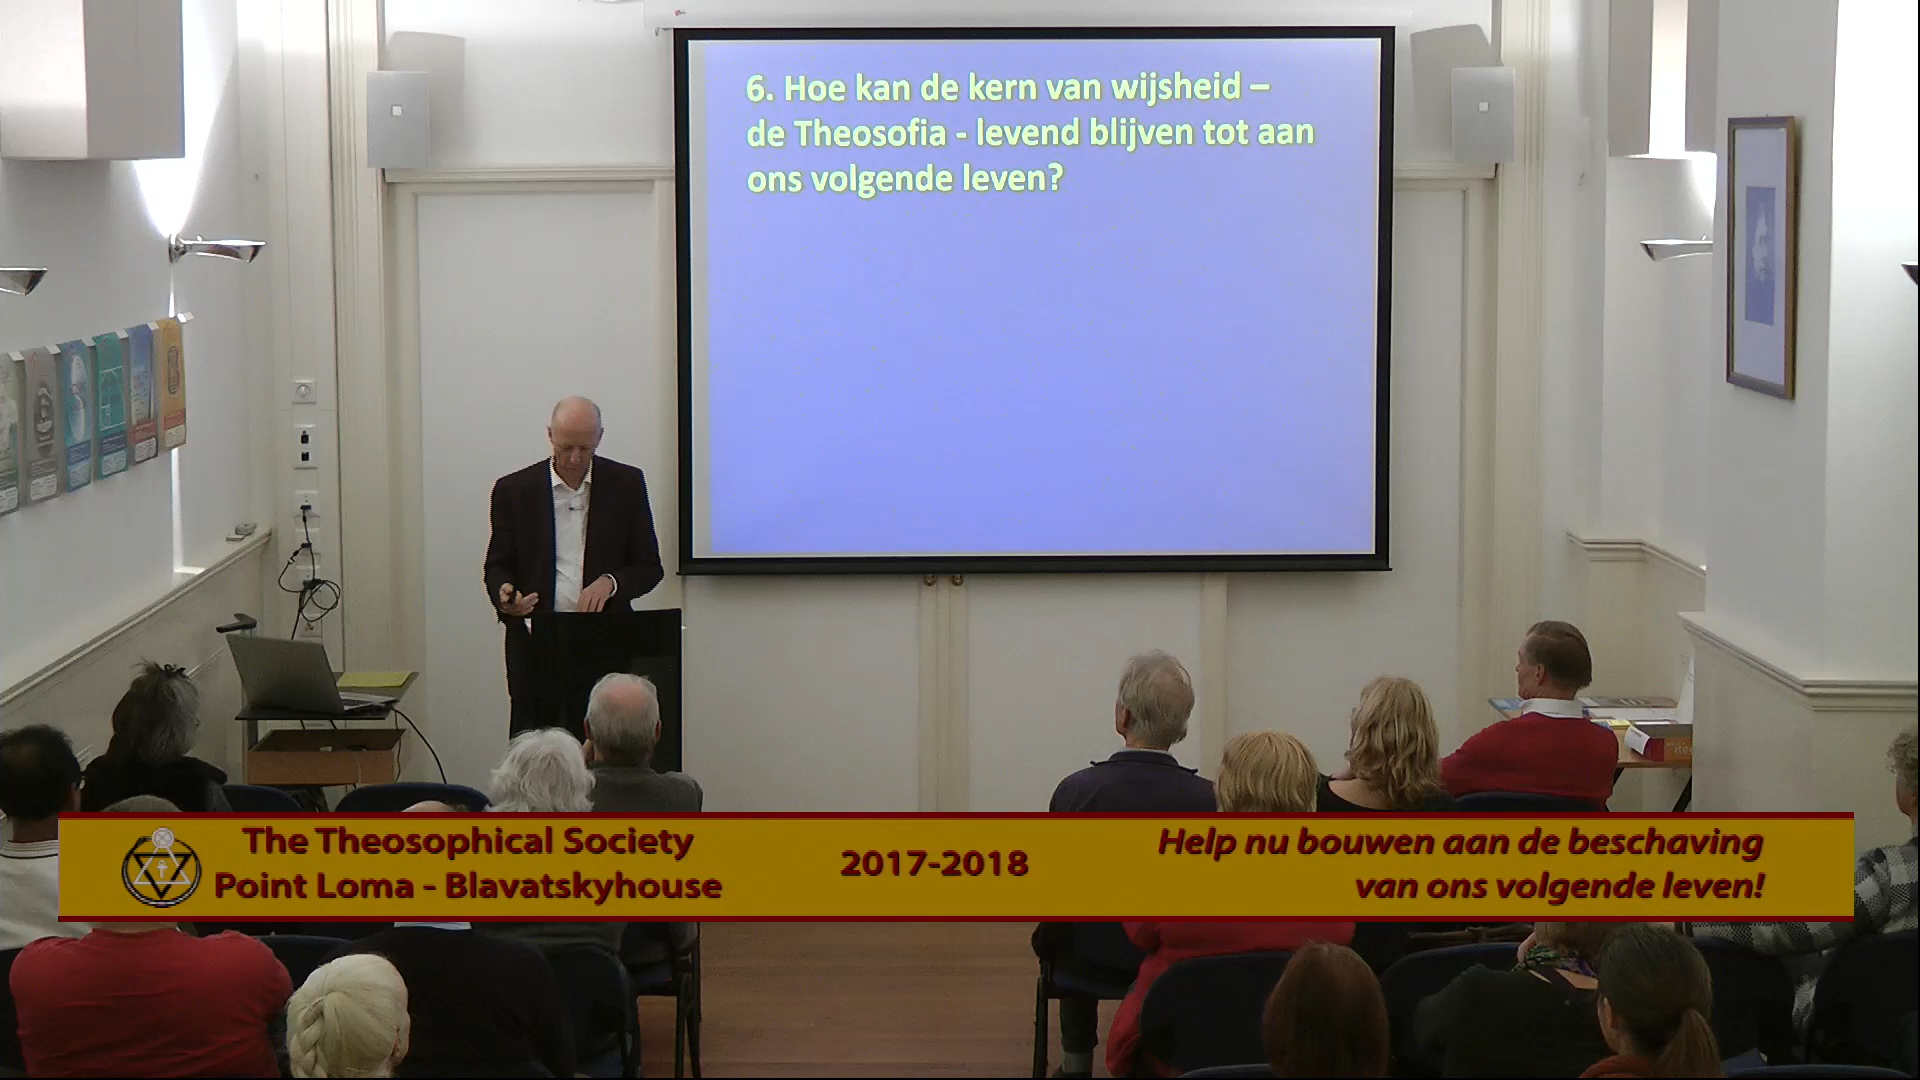 6. Hoe kan de kern van wijsheid –
de Theosofia - levend blijven tot aan
ons volgende leven?
The Theosophical Society
Point Loma - Blavatskyhouse
2017-2018
Help nu bouwen aan de beschaving
van ons volgende leven!